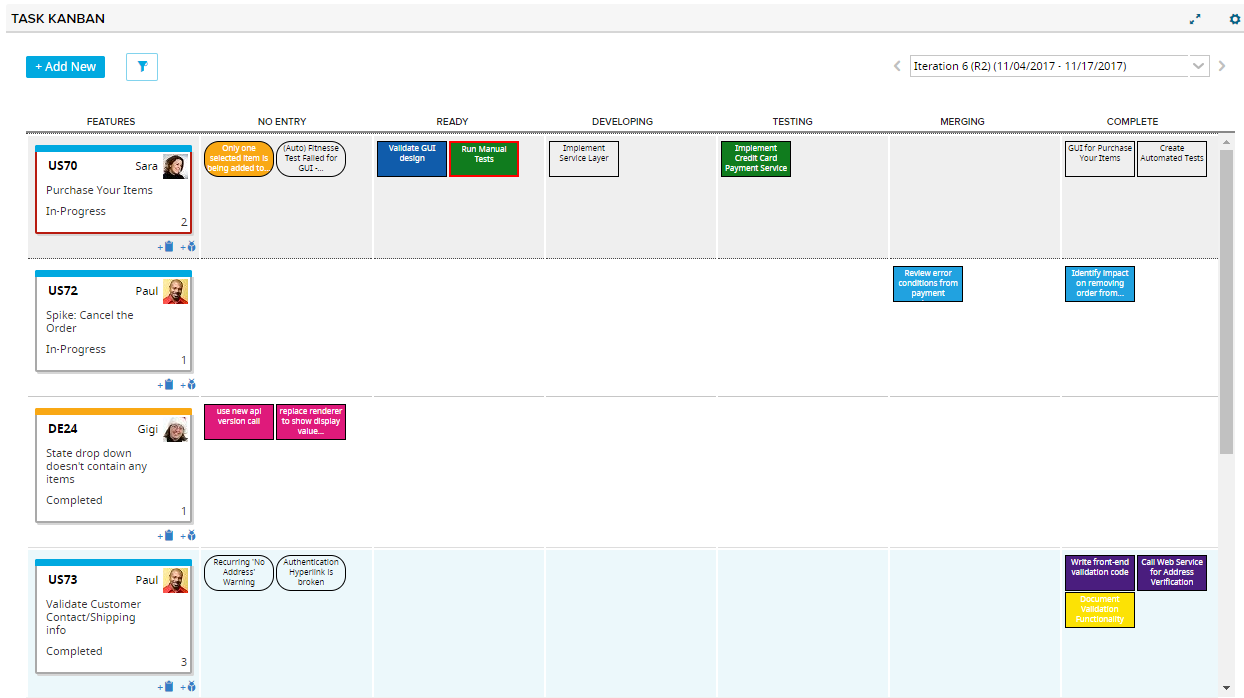 TASK KANBAN
+ Add New
Iteration 6 (R2) (11/04/2017 - 11/17/2017)
FEATURES NO ENTRY READY DEVELOPING TESTING MERGING COMPLETE
US70 Sara
Purchase Your Items
In-Progress
2
Only one
selected item is
being added to...
(Auto) Fitnesse
Test Failed for
GUI -...
Validate GUI
design
Run Manual
Tests
Implement
Service Layer
Implement
Credit Card
Payment Service
GUI for Purchase
Your Items
Create
Automated Tests
US72 Paul
Spike: Cancel the
Order
In-Progress
1
Review error
conditions from
payment
Identify impact
on removing
order from...
DE24 Gigi
State drop down
doesn't contain any
items
Completed
1
use new api
version call
replace renderer
to show display
value...
US73 Paul
Validate Customer
Contact/Shipping
info
Completed
3
Recurring 'No
Address'
Warning
Authentication
Hyperlink is
broken
Write front-end
validation code
Call Web Service
for Address
Verification
Document
Validation
Functionality